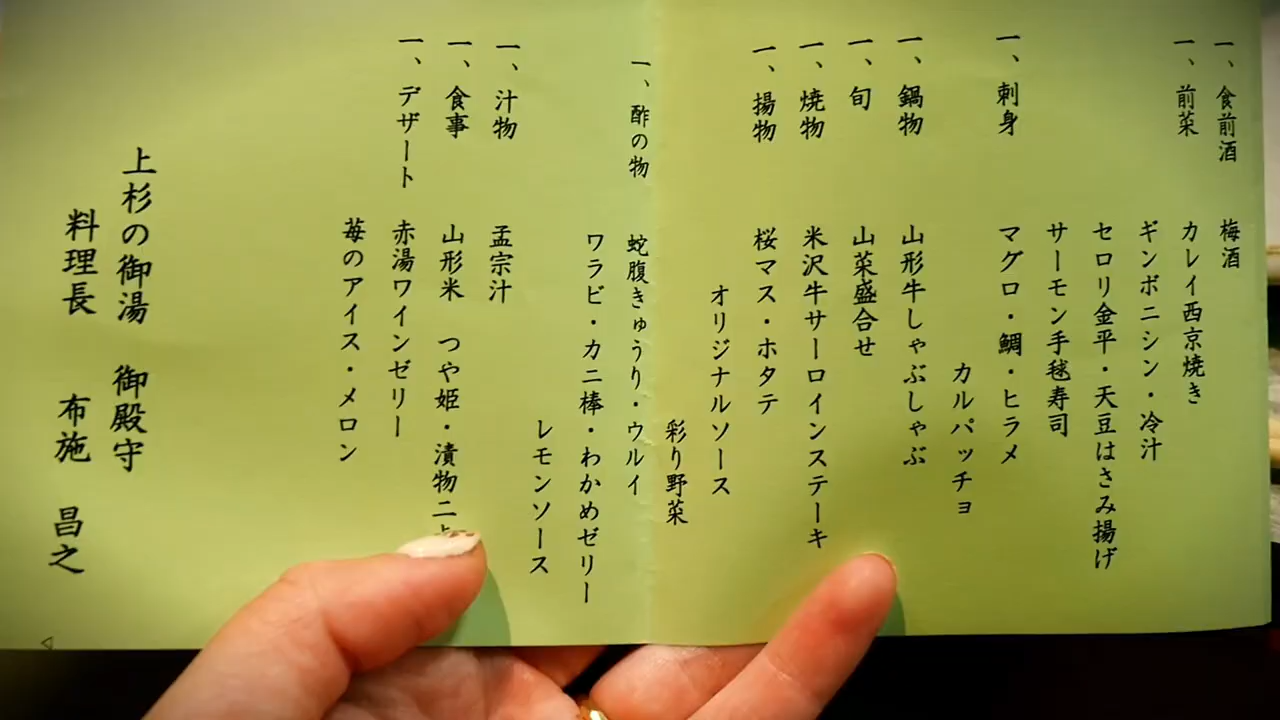 一、食前酒 梅酒
一、前菜 カレイ西京焼き
ギンボニシン・冷汁
セロリ金平・天豆はさみ揚げ
サーモン手毬寿司
一、刺身 マグロ・鯛・ヒラメ
カルパッチョ
一、鍋物 山形牛しゃぶしゃぶ
一、旬 山菜盛合せ
一、焼物 米沢牛サーロインステーキ
一、揚物 桜マス・ホタテ
オリジナルソース
彩り野菜
一、酢の物 蛇腹きゅうり・ウルイ
ワラビ・カニ棒・わかめゼリー
レモンソース
一、汁物 孟宗汁
一、食事 山形米 つや姫・漬物二
一、デザート 赤湯ワインゼリー
苺のアイス・メロン
上杉の御湯 御殿守
料理長 布施 昌之